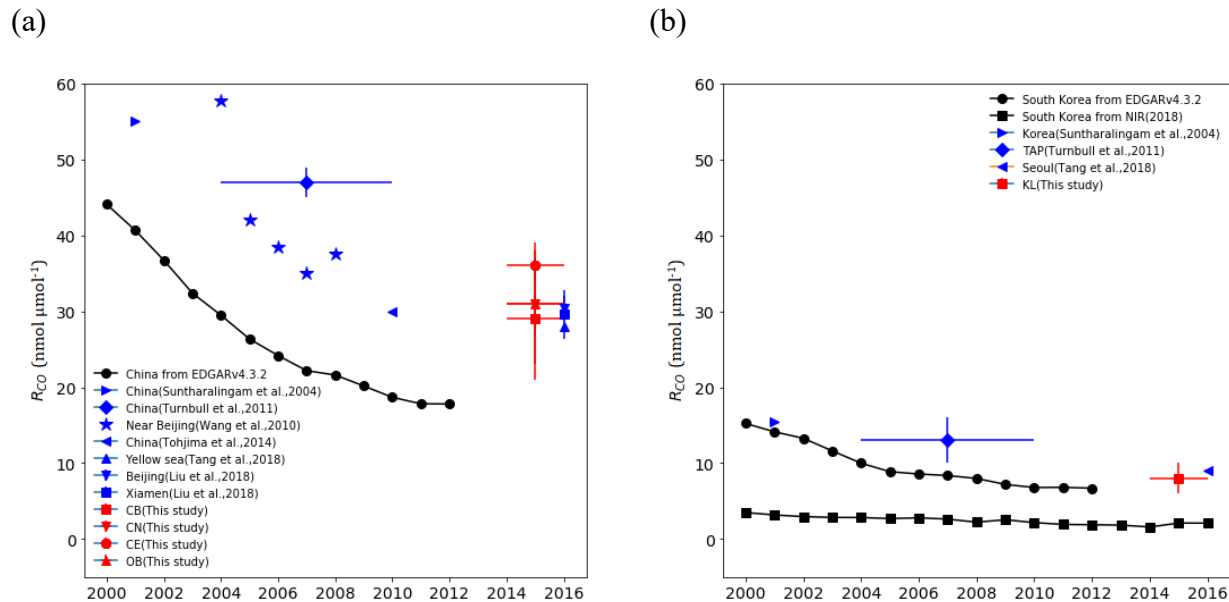 (a)
(b)
60
50
40
30
20
10
0
R_CO (nmol μmol⁻¹)
China from EDGARv4.3.2
China(Suntharalingam et al.,2004)
China(Turnbull et al.,2011)
Near Beijing(Wang et al.,2010)
China(Tohjima et al.,2014)
Yellow sea(Tang et al.,2018)
Beijing(Liu et al.,2018)
Xiamen(Liu et al.,2018)
CB(This study)
CN(This study)
CE(This study)
OB(This study)
2000 2002 2004 2006 2008 2010 2012 2014 2016
60
50
40
30
20
10
0
R_CO (nmol μmol⁻¹)
South Korea from EDGARv4.3.2
South Korea from NIR(2018)
Korea(Suntharalingam et al.,2004)
TAP(Turnbull et al.,2011)
Seoul(Tang et al.,2018)
KL(This study)
2000 2002 2004 2006 2008 2010 2012 2014 2016